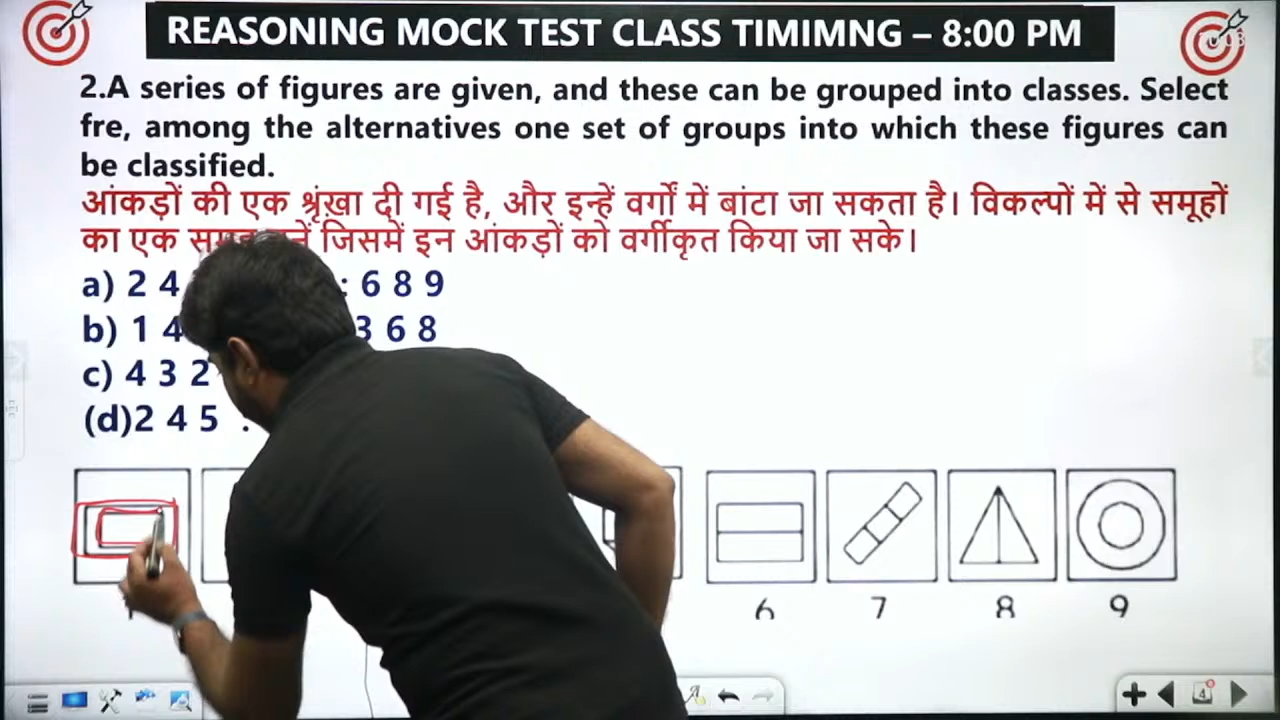 REASONING MOCK TEST CLASS TIMIMNG – 8:00 PM
2.A series of figures are given, and these can be grouped into classes. Select
fre, among the alternatives one set of groups into which these figures can
be classified.
आंकड़ों की एक श्रृंखा दी गई है, और इन्हें वर्गों में बांटा जा सकता है। विकल्पों में से समूहों
का एक जिसमें इन आंकड़ों को वर्गीकृत किया जा सके।
a) 2 4 : 6 8 9
b) 1 4 3 6 8
c) 4 3 2
(d)2 4 5 :
6 7 8 9
4